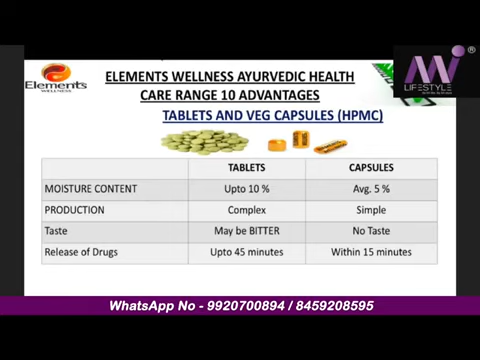 Elements
WELLNESS
ELEMENTS WELLNESS AYURVEDIC HEALTH
CARE RANGE 10 ADVANTAGES
TABLETS AND VEG CAPSULES (HPMC)
®
LIFESTYLE
TABLETS CAPSULES
MOISTURE CONTENT Upto 10 % Avg. 5 %
PRODUCTION Complex Simple
Taste May be BITTER No Taste
Release of Drugs Upto 45 minutes Within 15 minutes
WhatsApp No - 9920700894 / 8459208595